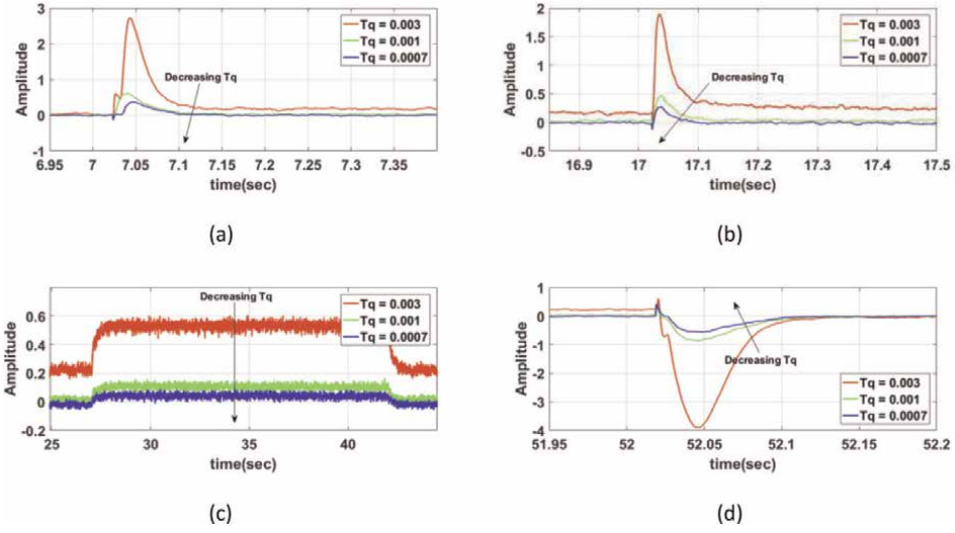 3
2
1
0
-1
Amplitude
6.95 7 7.05 7.1 7.15 7.2 7.25 7.3 7.35
time(sec)
Decreasing Tq
Tq = 0.003
Tq = 0.001
Tq = 0.0007
(a)
2
1.5
1
0.5
0
-0.5
Amplitude
16.9 17 17.1 17.2 17.3 17.4 17.5
time(sec)
Decreasing Tq
Tq = 0.003
Tq = 0.001
Tq = 0.0007
(b)
0.6
0.4
0.2
0
-0.2
Amplitude
25 30 35 40
time(sec)
Decreasing Tq
Tq = 0.003
Tq = 0.001
Tq = 0.0007
(c)
1
0
-1
-2
-3
-4
Amplitude
51.95 52 52.05 52.1 52.15 52.2
time(sec)
Decreasing Tq
Tq = 0.003
Tq = 0.001
Tq = 0.0007
(d)